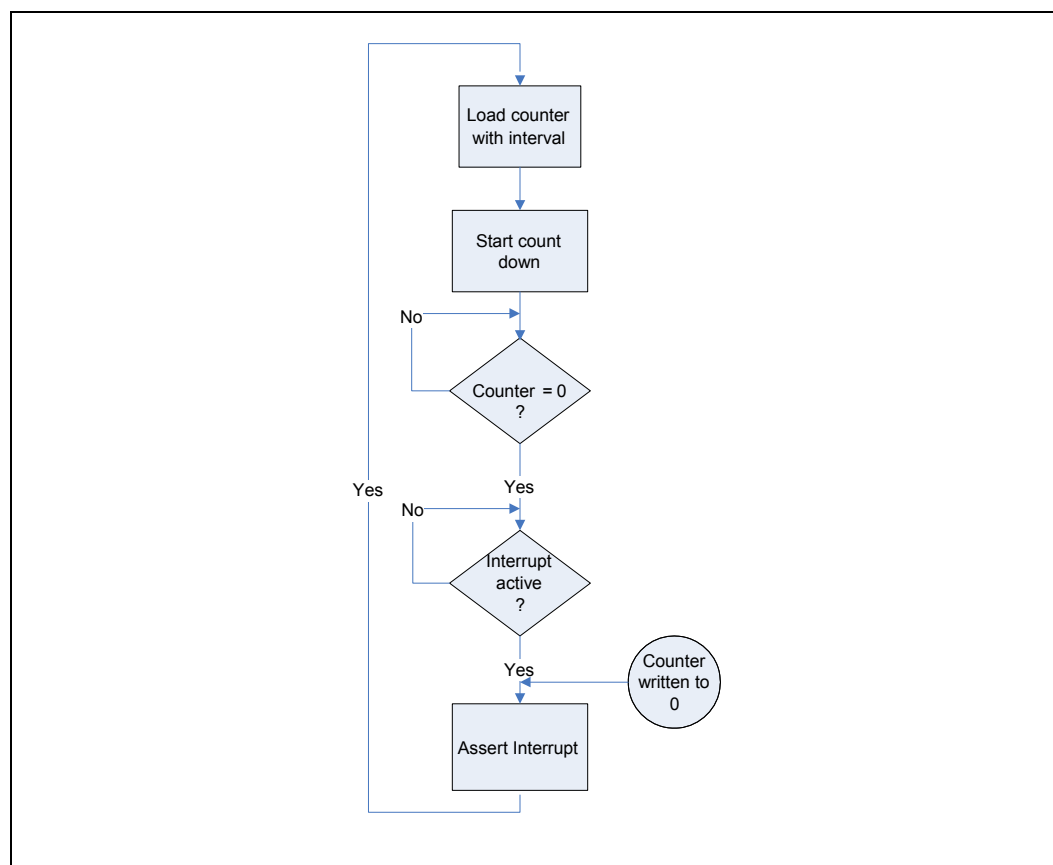 Load counter
with interval
Start count
down
No
Counter = 0
?
Yes
Yes
No
Interrupt
active
?
Yes
Counter
written to
0
Assert Interrupt